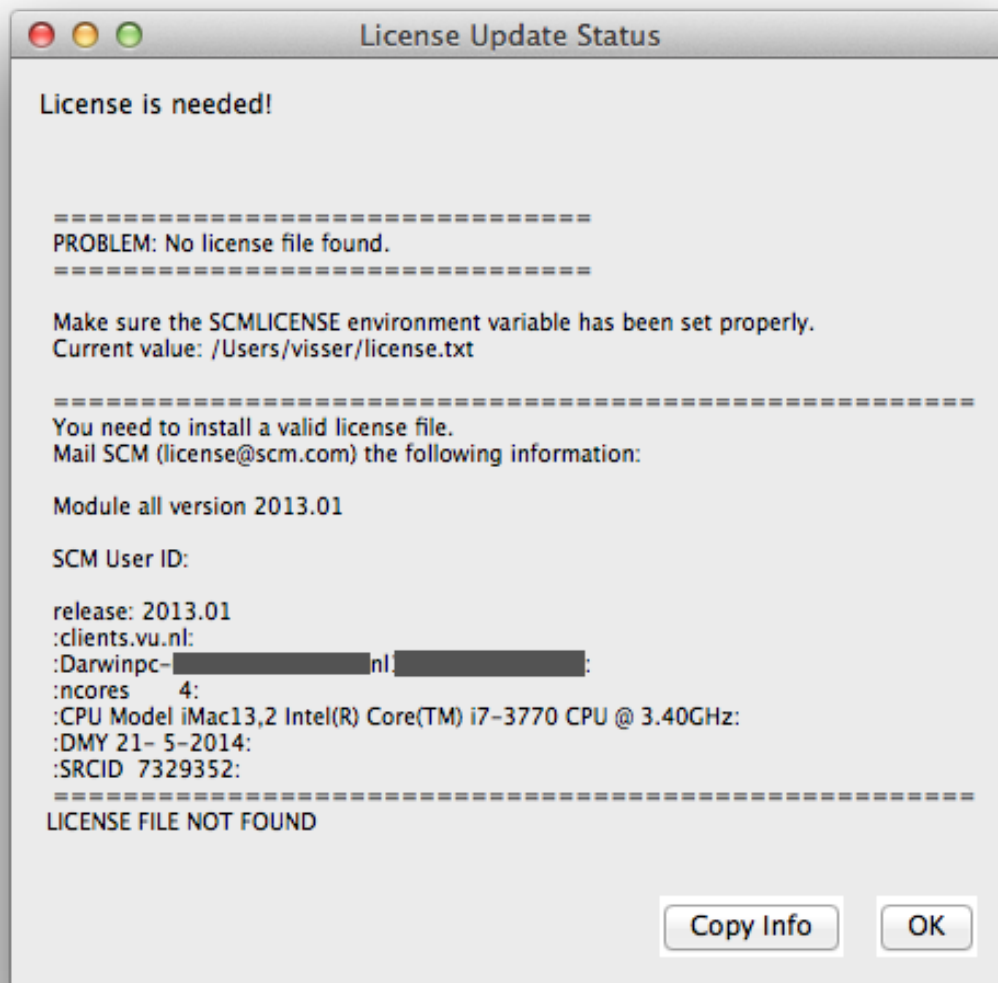 License Update Status
License is needed!
===============================
PROBLEM: No license file found.
===============================
Make sure the SCMLICENSE environment variable has been set properly.
Current value: /Users/visser/license.txt
=====================================================
You need to install a valid license file.
Mail SCM (license@scm.com) the following information:
Module all version 2013.01
SCM User ID:
release: 2013.01
:clients.vu.nl:
:Darwinpc- nl :
:ncores 4:
:CPU Model iMac13,2 Intel(R) Core(TM) i7-3770 CPU @ 3.40GHz:
:DMY 21- 5-2014:
:SRCID 7329352:
=====================================================
LICENSE FILE NOT FOUND
Copy Info OK